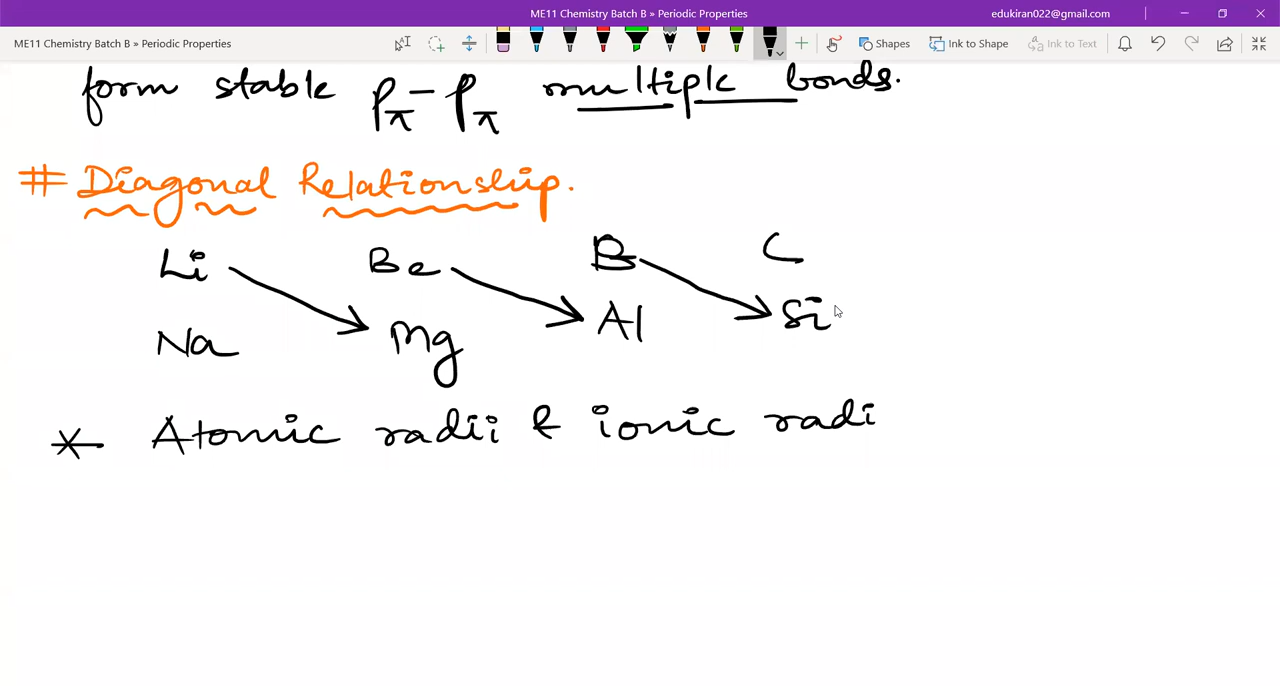 ME11 Chemistry Batch B » Periodic Properties
edukiran022@gmail.com
ME11 Chemistry Batch B » Periodic Properties
Shapes
Ink to Shape
Ink to Text
form stable pπ - pπ multiple bonds.
# Diagonal Relationship.
Li Be B C
Na Mg Al Si
* Atomic radii & ionic radi